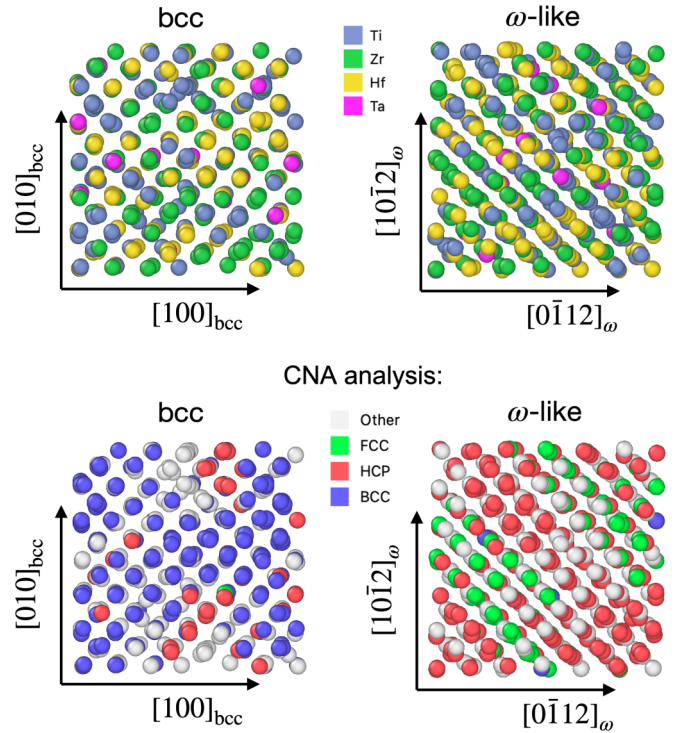 bcc
ω-like
Ti
Zr
Hf
Ta
[010]bcc
[100]bcc
[101̄2]ω
[01̄12]ω
CNA analysis:
bcc
ω-like
Other
FCC
HCP
BCC
[010]bcc
[100]bcc
[101̄2]ω
[01̄12]ω